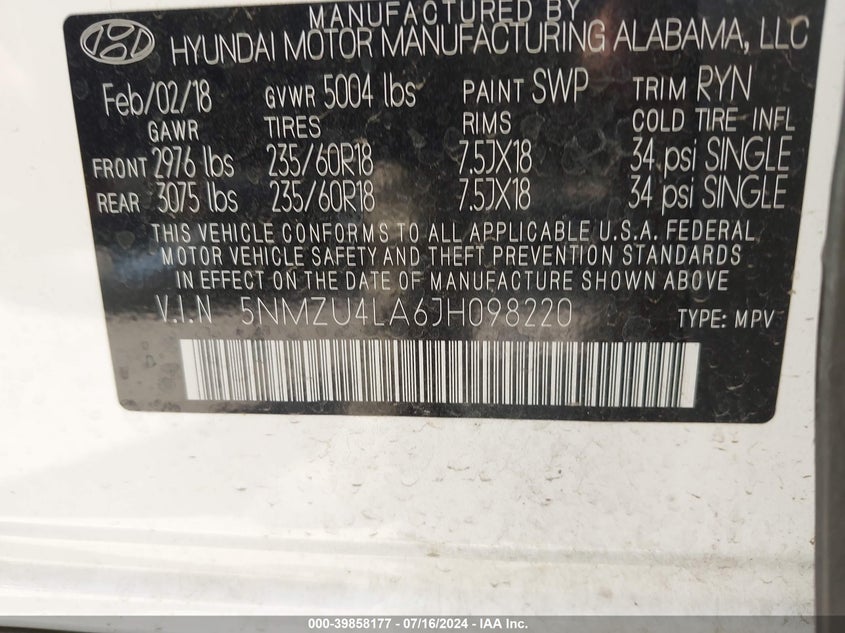 MANUFACTURED BY
HYUNDAI MOTOR MANUFACTURING ALABAMA, LLC
Feb/02/18 GVWR 5004 lbs PAINT SWP TRIM RYN
GAWR TIRES RIMS COLD TIRE INFL
FRONT 2976 lbs 235/60R18 7.5JX18 34 psi SINGLE
REAR 3075 lbs 235/60R18 7.5JX18 34 psi SINGLE
THIS VEHICLE CONFORMS TO ALL APPLICABLE U.S.A. FEDERAL
MOTOR VEHICLE SAFETY AND THEFT PREVENTION STANDARDS
IN EFFECT ON THE DATE OF MANUFACTURE SHOWN ABOVE
V.I.N 5NMZU4LA6JH098220 TYPE: MPV
000-39858177 - 07/16/2024 - IAA Inc.